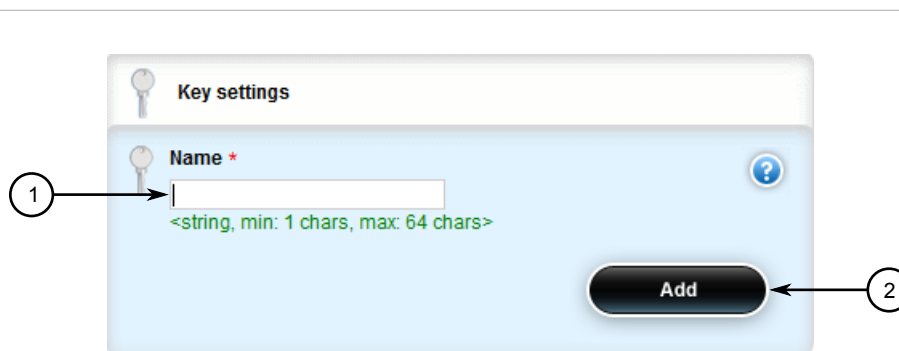 Key settings
Name *
1
<string, min: 1 chars, max: 64 chars>
Add
2